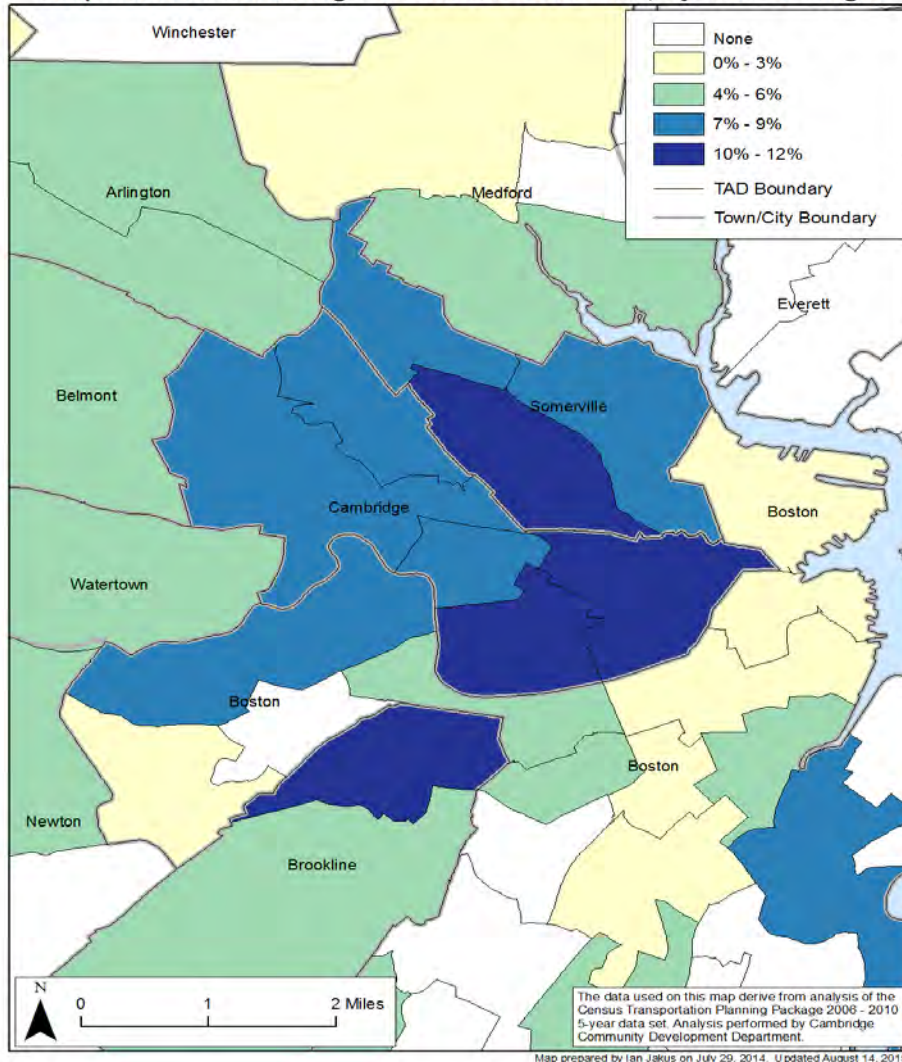 Winchester
None
0% - 3%
4% - 6%
7% - 9%
10% - 12%
TAD Boundary
Town/City Boundary
Arlington
Medford
Everett
Belmont
Somerville
Cambridge
Boston
Watertown
Boston
Boston
Newton
Brookline
N
0 1 2 Miles
The data used on this map derive from analysis of the
Census Transportation Planning Package 2006 - 2010
5-year data set. Analysis performed by Cambridge
Community Development Department.
Map prepared by Ian Jakus on July 29, 2014. Updated August 14, 201